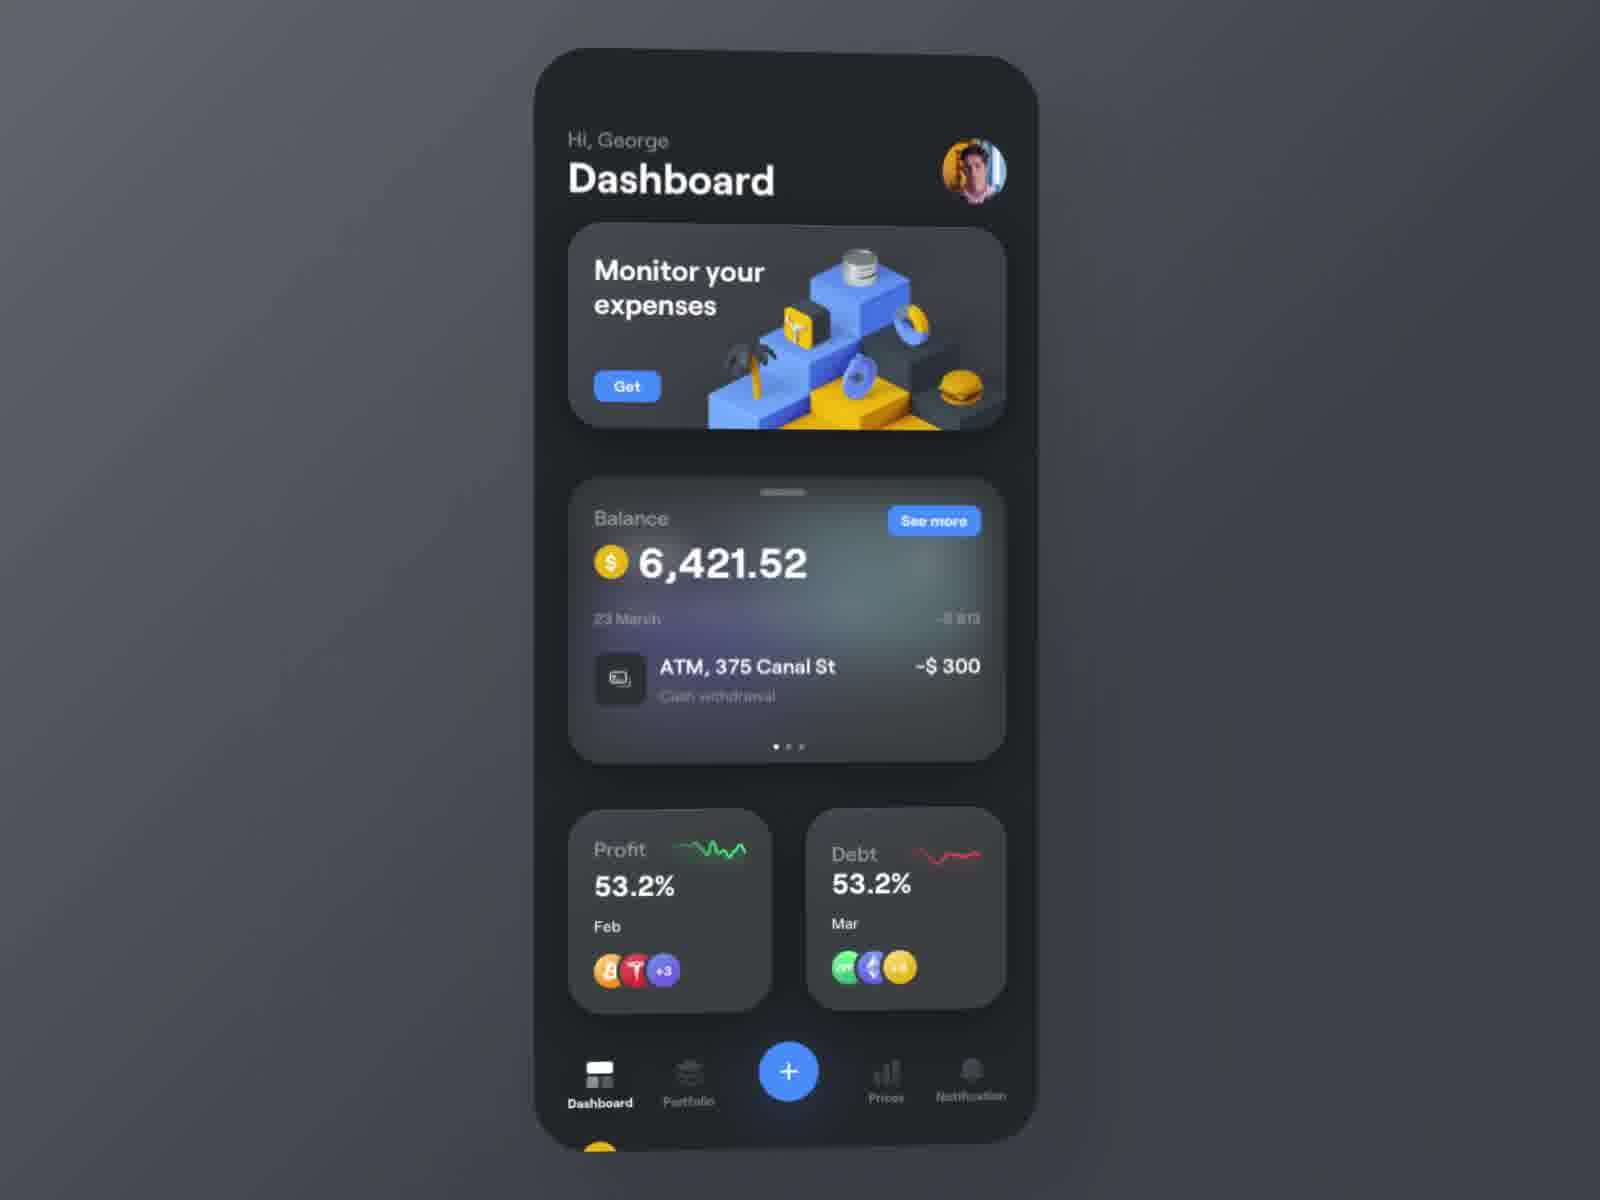 Hi, George
Dashboard
Monitor your
expenses
Get
Balance
See more
$ 6,421.52
23 March
-$ 813
ATM, 375 Canal St
-$ 300
Cash withdrawal
Profit
53.2%
Feb
+3
Debt
53.2%
Mar
Dashboard
Portfolio
+
Prices
Notification